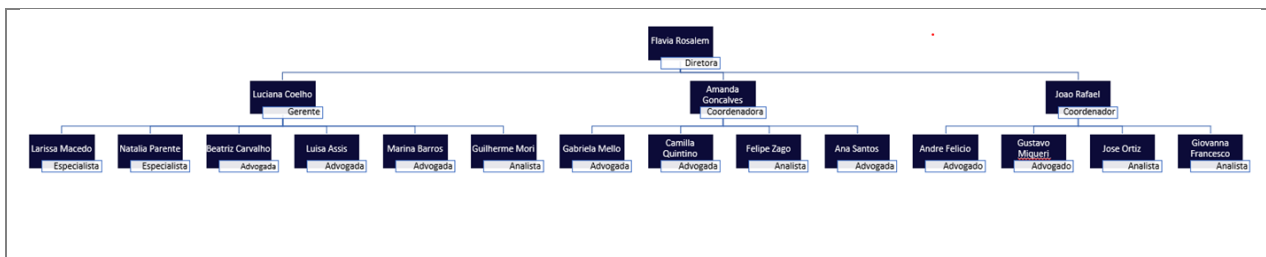 Flavia Rosalem
Diretora
Luciana Coelho
Gerente
Amanda
Goncalves
Coordenadora
Joao Rafael
Coordenador
Larissa Macedo
Especialista
Natalia Parente
Especialista
Beatriz Carvalho
Advogada
Luisa Assis
Advogada
Marina Barros
Advogada
Guilherme Mori
Analista
Gabriela Mello
Advogada
Camilla
Quintino
Advogada
Felipe Zago
Analista
Ana Santos
Advogada
Andre Felicio
Advogado
Gustavo
Miqueri
Advogado
Jose Ortiz
Analista
Giovanna
Francesco
Analista